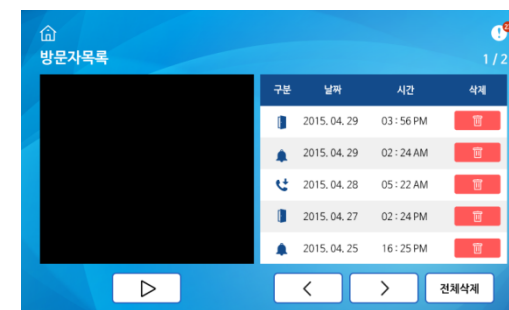 방문자목록
1 / 2
구분 날짜 시간 삭제
2015. 04. 29 03 : 56 PM
2015. 04. 29 02 : 24 AM
2015. 04. 28 05 : 22 AM
2015. 04. 27 02 : 24 PM
2015. 04. 25 16 : 25 PM
전체삭제